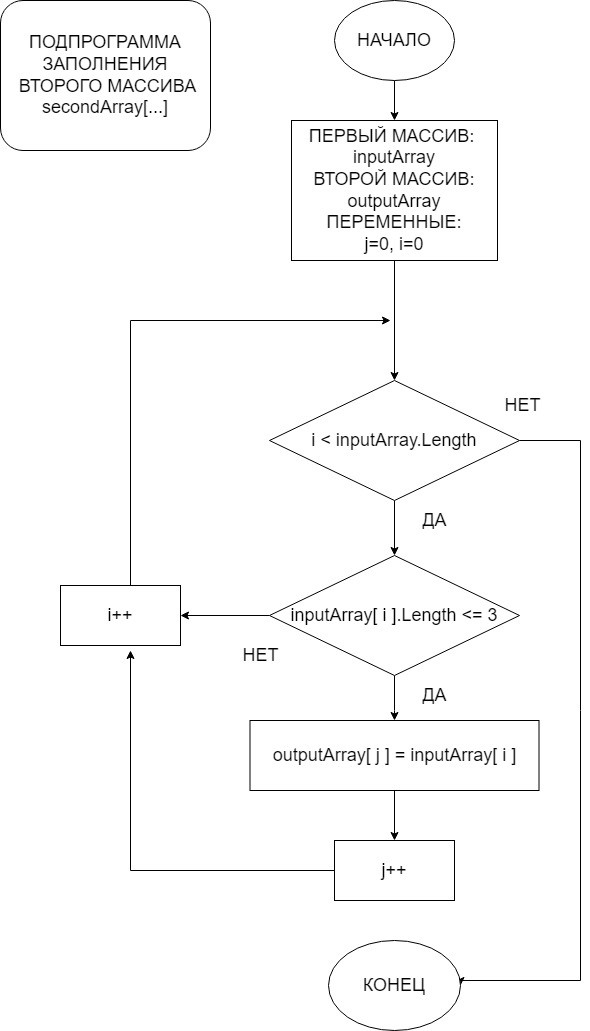 ПОДПРОГРАММА
ЗАПОЛНЕНИЯ
ВТОРОГО МАССИВА
secondArray[...]
НАЧАЛО
ПЕРВЫЙ МАССИВ:
inputArray
ВТОРОЙ МАССИВ:
outputArray
ПЕРЕМЕННЫЕ:
j=0, i=0
i < inputArray.Length
НЕТ
ДА
inputArray[ i ].Length <= 3
i++
НЕТ
ДА
outputArray[ j ] = inputArray[ i ]
j++
КОНЕЦ